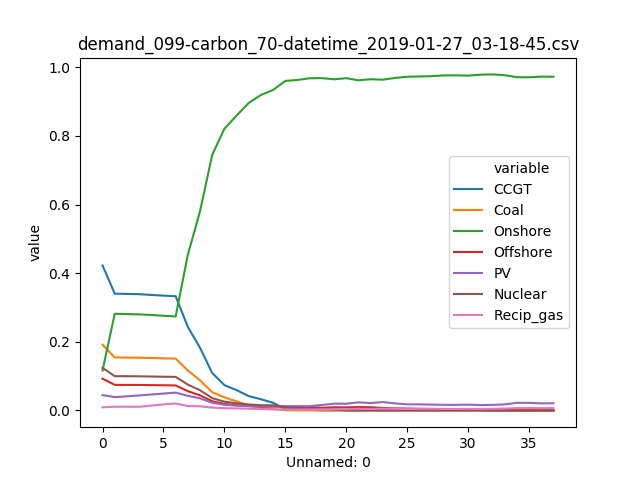 demand_099-carbon_70-datetime_2019-01-27_03-18-45.csv
1.0
0.8
0.6
0.4
0.2
0.0
value
variable
CCGT
Coal
Onshore
Offshore
PV
Nuclear
Recip_gas
0 5 10 15 20 25 30 35
Unnamed: 0